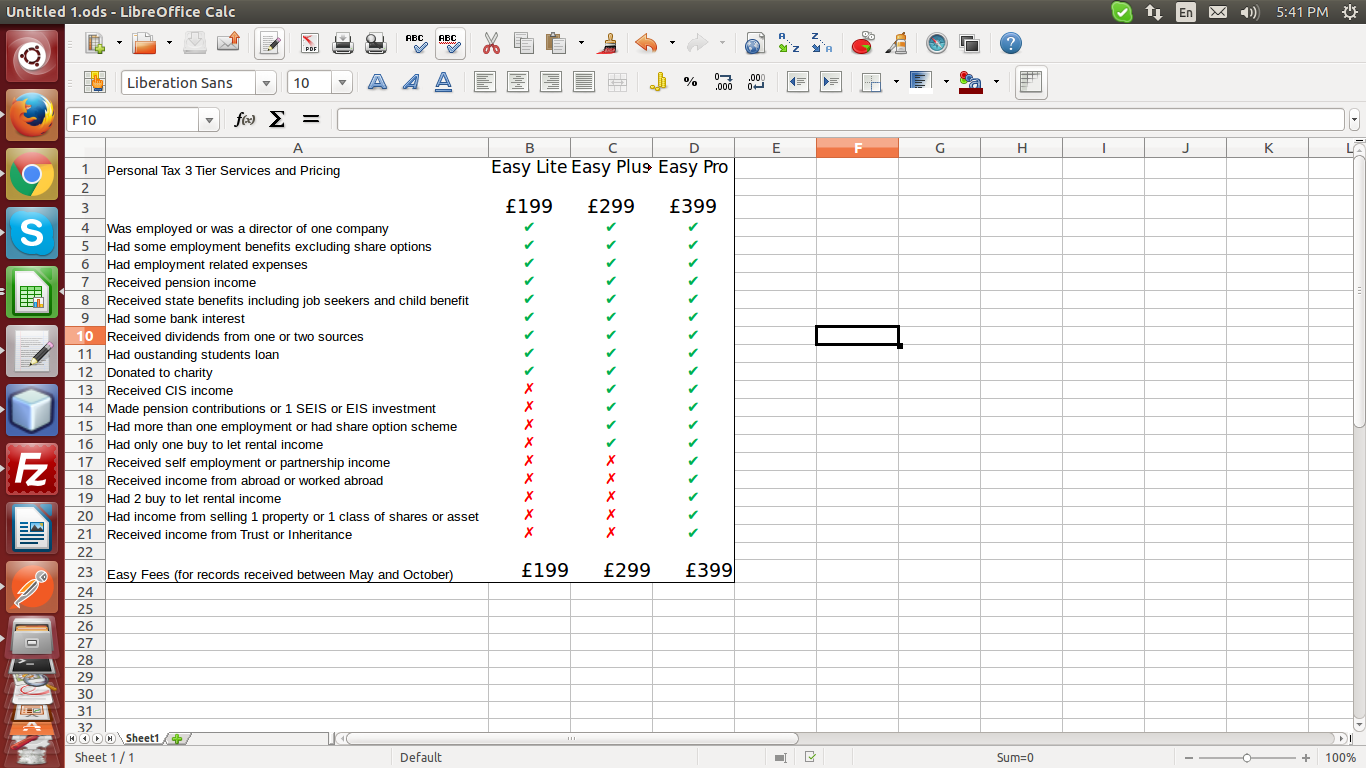 Untitled 1.ods - LibreOffice Calc En 5:41 PM
Liberation Sans 10
F10 f(x) Σ =
A B C D E F G H I J K L
1 Personal Tax 3 Tier Services and Pricing Easy Lite Easy Plus Easy Pro
2
3 £199 £299 £399
4 Was employed or was a director of one company ✔ ✔ ✔
5 Had some employment benefits excluding share options ✔ ✔ ✔
6 Had employment related expenses ✔ ✔ ✔
7 Received pension income ✔ ✔ ✔
8 Received state benefits including job seekers and child benefit ✔ ✔ ✔
9 Had some bank interest ✔ ✔ ✔
10 Received dividends from one or two sources ✔ ✔ ✔
11 Had oustanding students loan ✔ ✔ ✔
12 Donated to charity ✔ ✔ ✔
13 Received CIS income ✗ ✔ ✔
14 Made pension contributions or 1 SEIS or EIS investment ✗ ✔ ✔
15 Had more than one employment or had share option scheme ✗ ✔ ✔
16 Had only one buy to let rental income ✗ ✔ ✔
17 Received self employment or partnership income ✗ ✗ ✔
18 Received income from abroad or worked abroad ✗ ✗ ✔
19 Had 2 buy to let rental income ✗ ✗ ✔
20 Had income from selling 1 property or 1 class of shares or asset ✗ ✗ ✔
21 Received income from Trust or Inheritance ✗ ✗ ✔
22
23 Easy Fees (for records received between May and October) £199 £299 £399
24
25
26
27
28
29
30
31
32
Sheet1
Sheet 1 / 1 Default Sum=0 100%